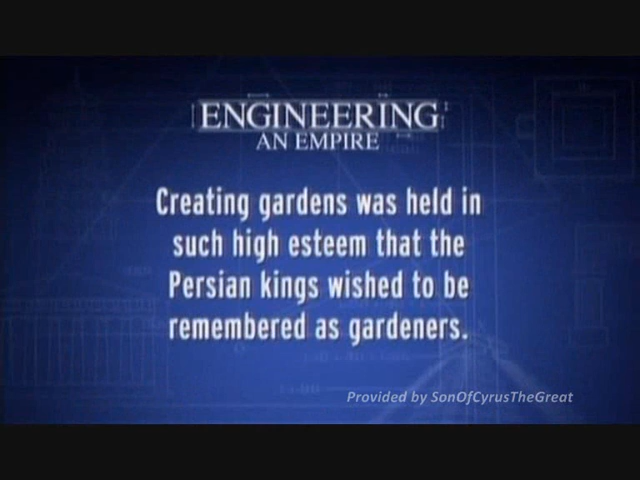 ENGINEERING
AN EMPIRE
Creating gardens was held in
such high esteem that the
Persian kings wished to be
remembered as gardeners.
Provided by SonOfCyrusTheGreat